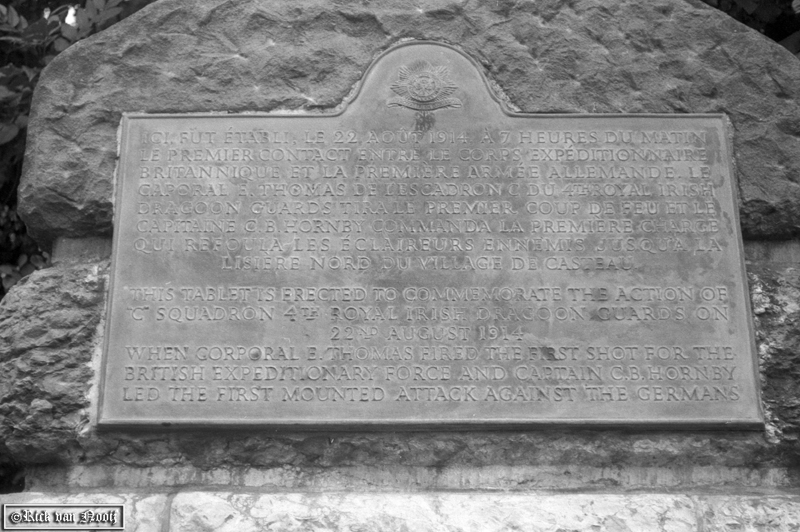 ICI FUT ÉTABLI, LE 22 AOUT 1914 À 7 HEURES DU MATIN
LE PREMIER CONTACT ENTRE LE CORPS EXPÉDITIONNAIRE
BRITANNIQUE ET LA PREMIÈRE ARMÉE ALLEMANDE. LE
CAPORAL E. THOMAS DE L'ESCADRON C DU 4TH ROYAL IRISH
DRAGOON GUARDS TIRA LE PREMIER COUP DE FEU ET LE
CAPITAINE C.B. HORNBY COMMANDA LA PREMIÈRE CHARGE
QUI REFOULA LES ÉCLAIREURS ENNEMIS JUSQU'À LA
LISIÈRE NORD DU VILLAGE DE CASTEAU
THIS TABLET IS ERECTED TO COMMEMORATE THE ACTION OF
"C" SQUADRON 4TH ROYAL IRISH DRAGOON GUARDS ON
22ND AUGUST 1914
WHEN CORPORAL E. THOMAS FIRED THE FIRST SHOT FOR THE
BRITISH EXPEDITIONARY FORCE AND CAPTAIN C.B. HORNBY
LED THE FIRST MOUNTED ATTACK AGAINST THE GERMANS
©Rick van Nooij